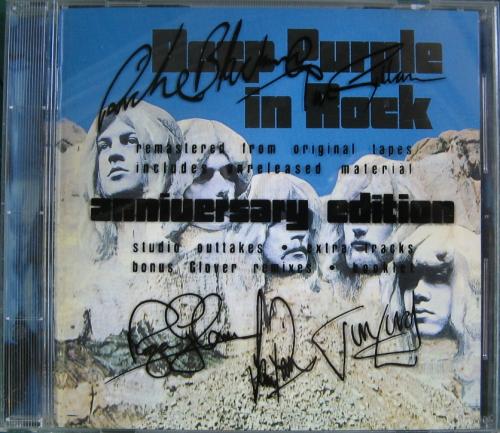 Deep Purple
in Rock
remastered from original tapes
includes unreleased material
anniversary edition
studio outtakes • extra tracks
bonus Glover remixes • booklet